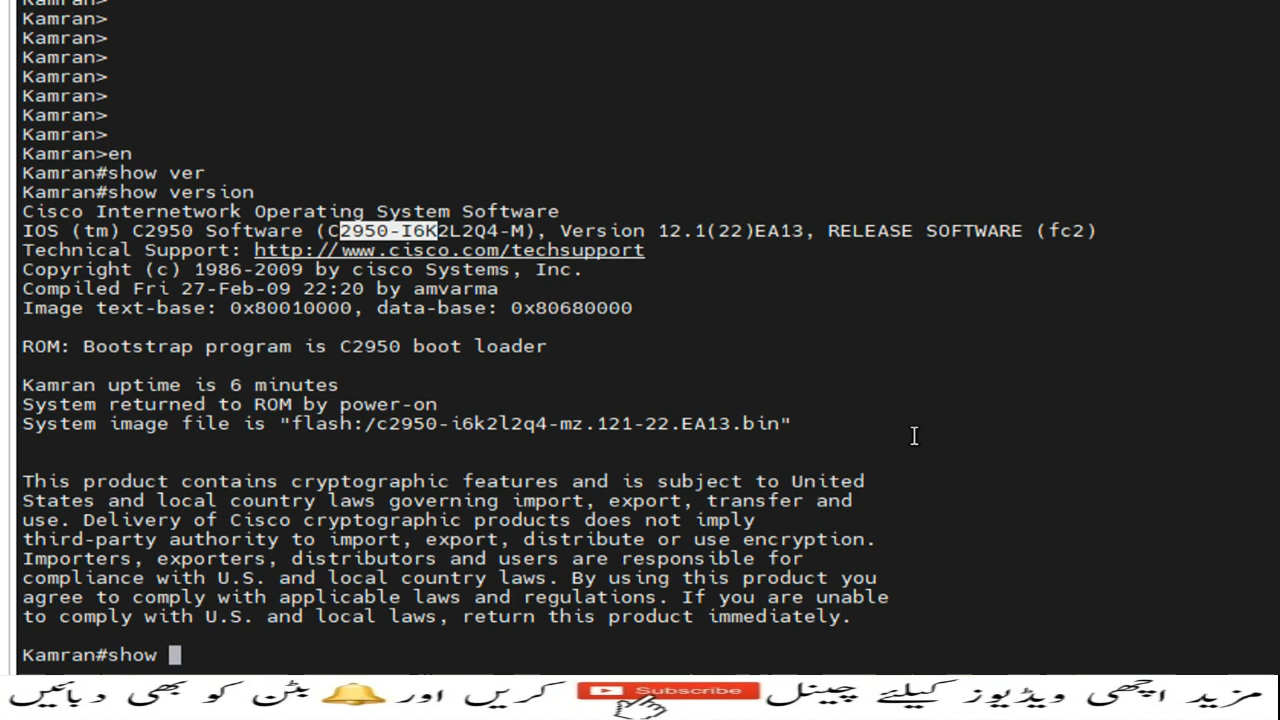 Kamran>
Kamran>
Kamran>
Kamran>
Kamran>
Kamran>
Kamran>
Kamran>
Kamran>en
Kamran#show ver
Kamran#show version
Cisco Internetwork Operating System Software
IOS (tm) C2950 Software (C2950-I6K2L2Q4-M), Version 12.1(22)EA13, RELEASE SOFTWARE (fc2)
Technical Support: http://www.cisco.com/techsupport
Copyright (c) 1986-2009 by cisco Systems, Inc.
Compiled Fri 27-Feb-09 22:20 by amvarma
Image text-base: 0x80010000, data-base: 0x80680000
ROM: Bootstrap program is C2950 boot loader
Kamran uptime is 6 minutes
System returned to ROM by power-on
System image file is "flash:/c2950-i6k2l2q4-mz.121-22.EA13.bin"
This product contains cryptographic features and is subject to United
States and local country laws governing import, export, transfer and
use. Delivery of Cisco cryptographic products does not imply
third-party authority to import, export, distribute or use encryption.
Importers, exporters, distributors and users are responsible for
compliance with U.S. and local country laws. By using this product you
agree to comply with applicable laws and regulations. If you are unable
to comply with U.S. and local laws, return this product immediately.
Kamran#show
مزید اچھی ویڈیوز کیلئے چینل Subscribe کریں اور بٹن کو بھی دبائیں